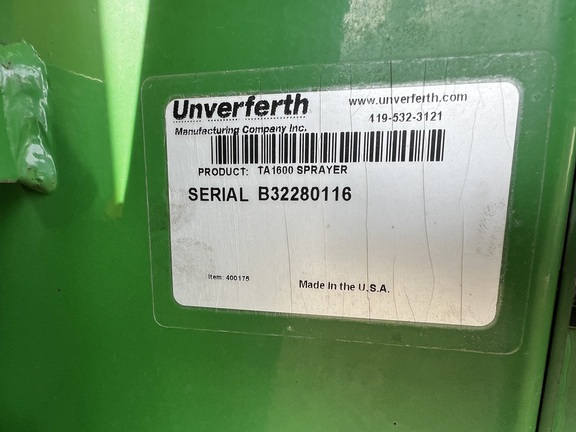 Unverferth
www.unverferth.com
Manufacturing Company Inc.
419-532-3121
PRODUCT: TA1600 SPRAYER
SERIAL B32280116
Item: 400175
Made in the U.S.A.